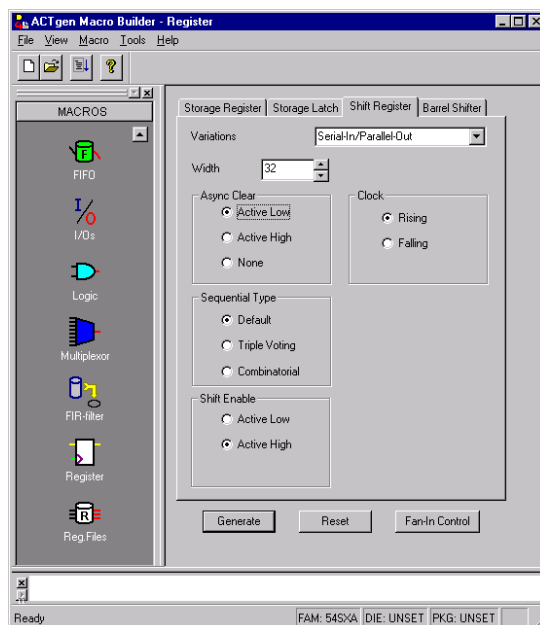 ACTgen Macro Builder - Register
File View Macro Tools Help
MACROS
FIFO
I/O
I/Os
Logic
Multiplexor
FIR-filter
Register
Reg.Files
Storage Register
Storage Latch
Shift Register
Barrel Shifter
Variations
Serial-In/Parallel-Out
Width
32
Async Clear
Active Low
Active High
None
Clock
Rising
Falling
Sequential Type
Default
Triple Voting
Combinatorial
Shift Enable
Active Low
Active High
Generate
Reset
Fan-In Control
Ready
FAM: 54SXA
DIE: UNSET
PKG: UNSET